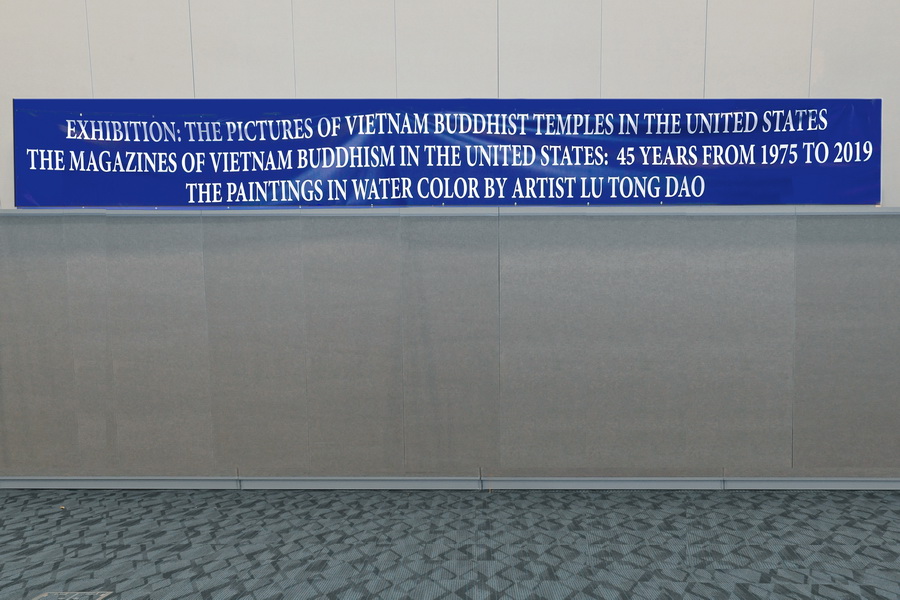 EXHIBITION: THE PICTURES OF VIETNAM BUDDHIST TEMPLES IN THE UNITED STATES
THE MAGAZINES OF VIETNAM BUDDHISM IN THE UNITED STATES: 45 YEARS FROM 1975 TO 2019
THE PAINTINGS IN WATER COLOR BY ARTIST LU TONG DAO